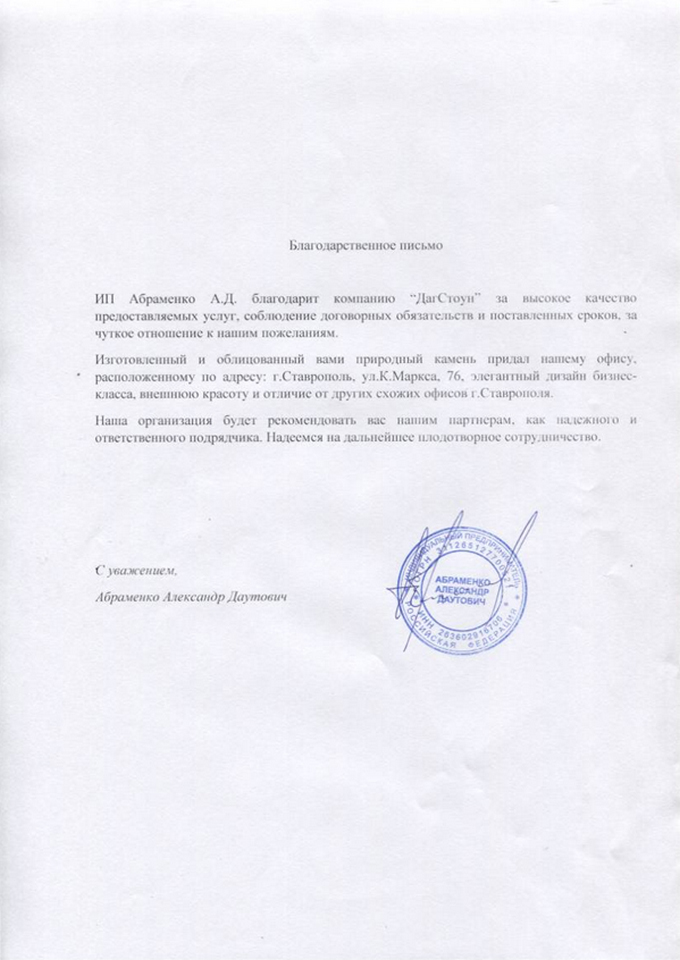 Благодарственное письмо
ИП Абраменко А.Д. благодарит компанию “ДагСтоун” за высокое качество
предоставляемых услуг, соблюдение договорных обязательств и поставленных сроков, за
чуткое отношение к нашим пожеланиям.
Изготовленный и облицованный вами природный камень придал нашему офису,
расположенному по адресу: г.Ставрополь, ул.К.Маркса, 76, элегантный дизайн бизнес-
класса, внешнюю красоту и отличие от других схожих офисов г.Ставрополя.
Наша организация будет рекомендовать вас нашим партнерам, как надежного и
ответственного подрядчика. Надеемся на дальнейшее плодотворное сотрудничество.
С уважением,
Абраменко Александр Даутович
ИНДИВИДУАЛЬНЫЙ ПРЕДПРИНИМАТЕЛЬ
ОГРН
АБРАМЕНКО
АЛЕКСАНДР
ДАУТОВИЧ
ИНН 263602916706
РОССИЙСКАЯ ФЕДЕРАЦИЯ